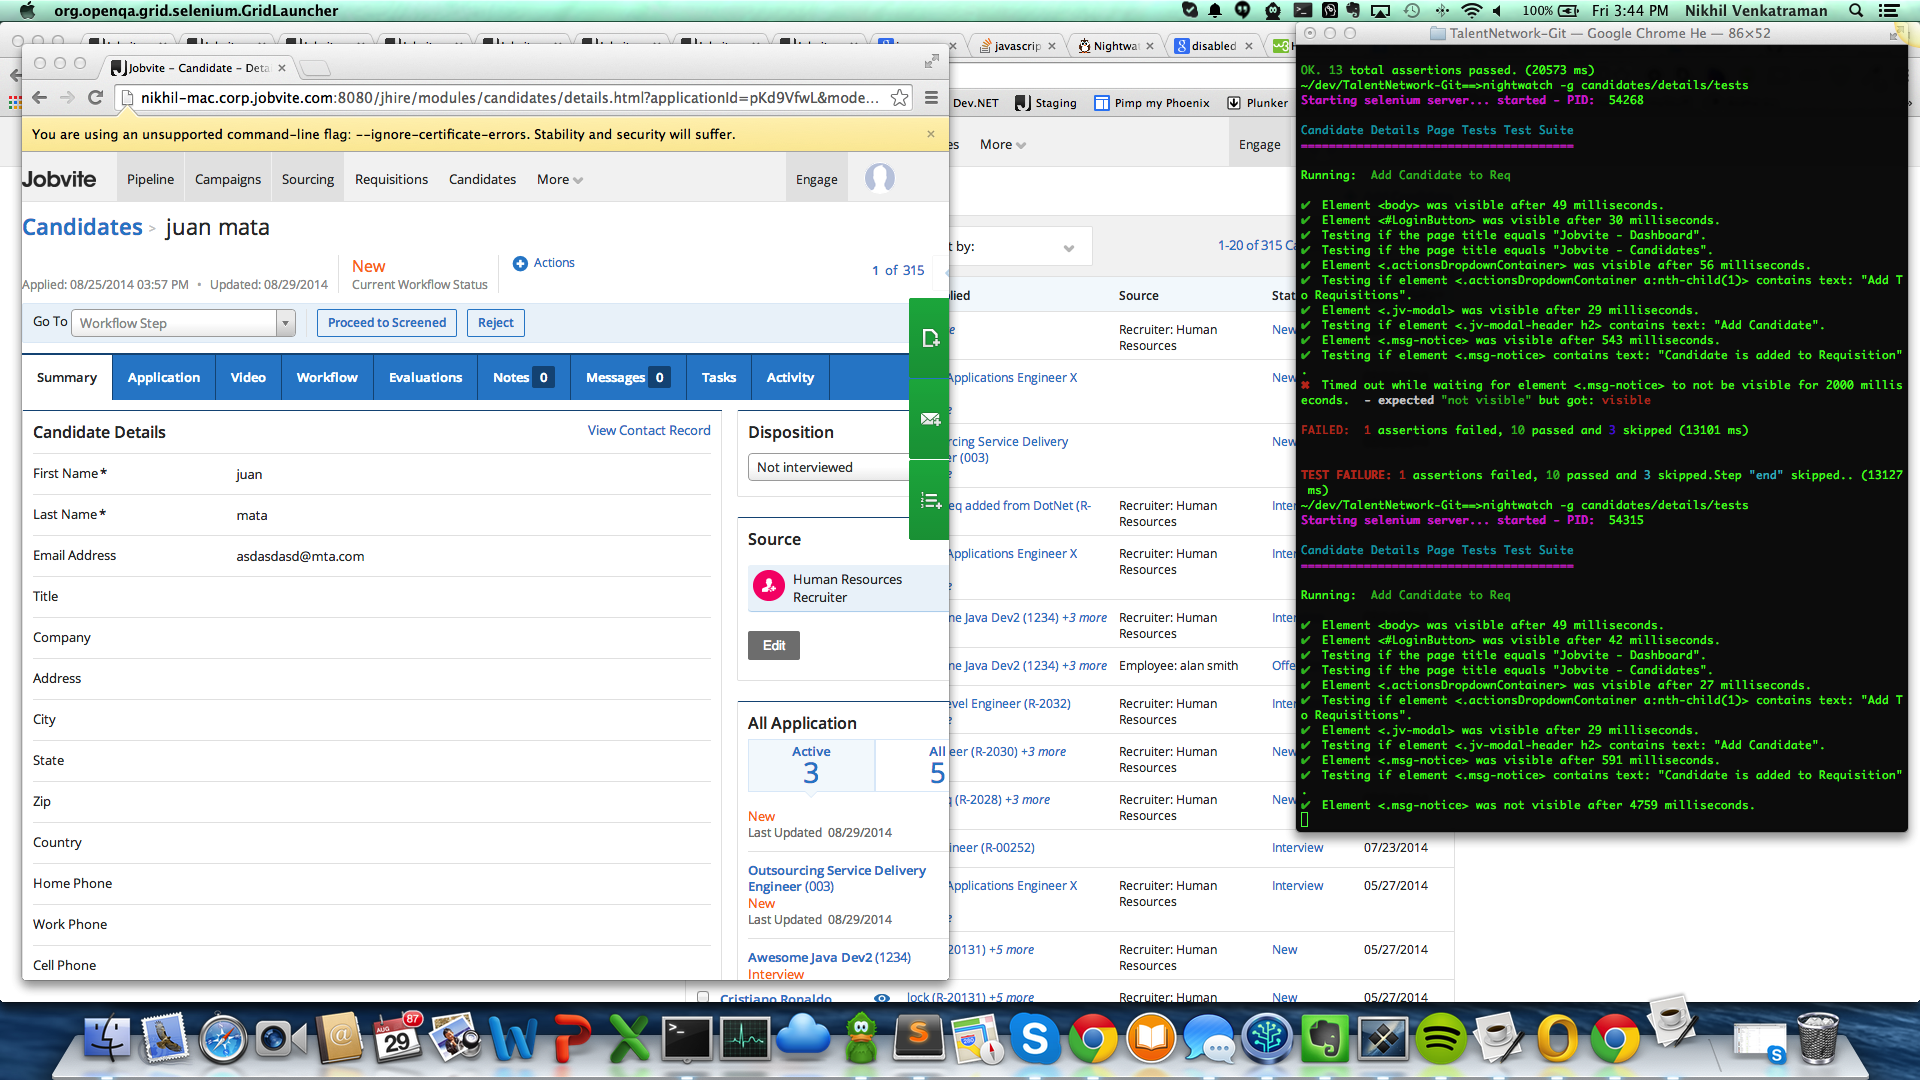 org.openqa.grid.selenium.GridLauncher
100%
Fri 3:44 PM Nikhil Venkatraman
javascrip
Nightwa
disabled
Jobvite – Candidate – Deta
nikhil-mac.corp.jobvite.com:8080/jhire/modules/candidates/details.html?applicationId=pKd9VfwL&mode...
Dev.NET
Staging
Pimp my Phoenix
Plunker
You are using an unsupported command-line flag: --ignore-certificate-errors. Stability and security will suffer.
Jobvite
Pipeline
Campaigns
Sourcing
Requisitions
Candidates
More
Engage
es
More
Engage
Candidates > juan mata
Applied: 08/25/2014 03:57 PM • Updated: 08/29/2014
New
Current Workflow Status
Actions
1 of 315
t by:
1-20 of 315 Ca
Go To
Workflow Step
Proceed to Screened
Reject
Summary
Application
Video
Workflow
Evaluations
Notes 0
Messages 0
Tasks
Activity
Candidate Details
View Contact Record
First Name*
juan
Last Name*
mata
Email Address
asdasdasd@mta.com
Title
Company
Address
City
State
Zip
Country
Home Phone
Work Phone
Cell Phone
Disposition
Not interviewed
Source
Human Resources
Recruiter
Edit
All Application
Active
3
All
5
New
Last Updated 08/29/2014
Outsourcing Service Delivery
Engineer (003)
New
Last Updated 08/29/2014
Awesome Java Dev2 (1234)
Interview
lied
Source
Stat
e
Recruiter: Human
Resources
New
Applications Engineer X
New
e
rcing Service Delivery
r (003)
New
e
eq added from DotNet (R-
Recruiter: Human
Resources
Inter
Applications Engineer X
Recruiter: Human
Resources
Inter
e
ne Java Dev2 (1234) +3 more
Recruiter: Human
Resources
Inter
ne Java Dev2 (1234) +3 more
Employee: alan smith
Offe
evel Engineer (R-2032)
Recruiter: Human
Resources
Inter
eer (R-2030) +3 more
Recruiter: Human
Resources
New
q (R-2028) +3 more
Recruiter: Human
Resources
New
ineer (R-00252)
Interview
07/23/2014
Applications Engineer X
Recruiter: Human
Resources
Interview
05/27/2014
e
20131) +5 more
Recruiter: Human
Resources
New
05/27/2014
Cristiano Ronaldo
lock (R-20131) +5 more
Recruiter: Human
New
05/27/2014
TalentNetwork-Git — Google Chrome He — 86×52
OK. 13 total assertions passed. (20573 ms)
~/dev/TalentNetwork-Git==>nightwatch -g candidates/details/tests
Starting selenium server... started - PID: 54268
Candidate Details Page Tests Test Suite
=======================================
Running: Add Candidate to Req
✔ Element <body> was visible after 49 milliseconds.
✔ Element <#LoginButton> was visible after 30 milliseconds.
✔ Testing if the page title equals "Jobvite - Dashboard".
✔ Testing if the page title equals "Jobvite - Candidates".
✔ Element <.actionsDropdownContainer> was visible after 56 milliseconds.
✔ Testing if element <.actionsDropdownContainer a:nth-child(1)> contains text: "Add T
o Requisitions".
✔ Element <.jv-modal> was visible after 29 milliseconds.
✔ Testing if element <.jv-modal-header h2> contains text: "Add Candidate".
✔ Element <.msg-notice> was visible after 543 milliseconds.
✔ Testing if element <.msg-notice> contains text: "Candidate is added to Requisition"
.
✖ Timed out while waiting for element <.msg-notice> to not be visible for 2000 millis
econds. - expected "not visible" but got: visible
FAILED: 1 assertions failed, 10 passed and 3 skipped (13101 ms)
TEST FAILURE: 1 assertions failed, 10 passed and 3 skipped.Step "end" skipped.. (13127
ms)
~/dev/TalentNetwork-Git==>nightwatch -g candidates/details/tests
Starting selenium server... started - PID: 54315
Candidate Details Page Tests Test Suite
=======================================
Running: Add Candidate to Req
✔ Element <body> was visible after 49 milliseconds.
✔ Element <#LoginButton> was visible after 42 milliseconds.
✔ Testing if the page title equals "Jobvite - Dashboard".
✔ Testing if the page title equals "Jobvite - Candidates".
✔ Element <.actionsDropdownContainer> was visible after 27 milliseconds.
✔ Testing if element <.actionsDropdownContainer a:nth-child(1)> contains text: "Add T
o Requisitions".
✔ Element <.jv-modal> was visible after 29 milliseconds.
✔ Testing if element <.jv-modal-header h2> contains text: "Add Candidate".
✔ Element <.msg-notice> was visible after 591 milliseconds.
✔ Testing if element <.msg-notice> contains text: "Candidate is added to Requisition"
.
✔ Element <.msg-notice> was not visible after 4759 milliseconds.
AUG
29
87